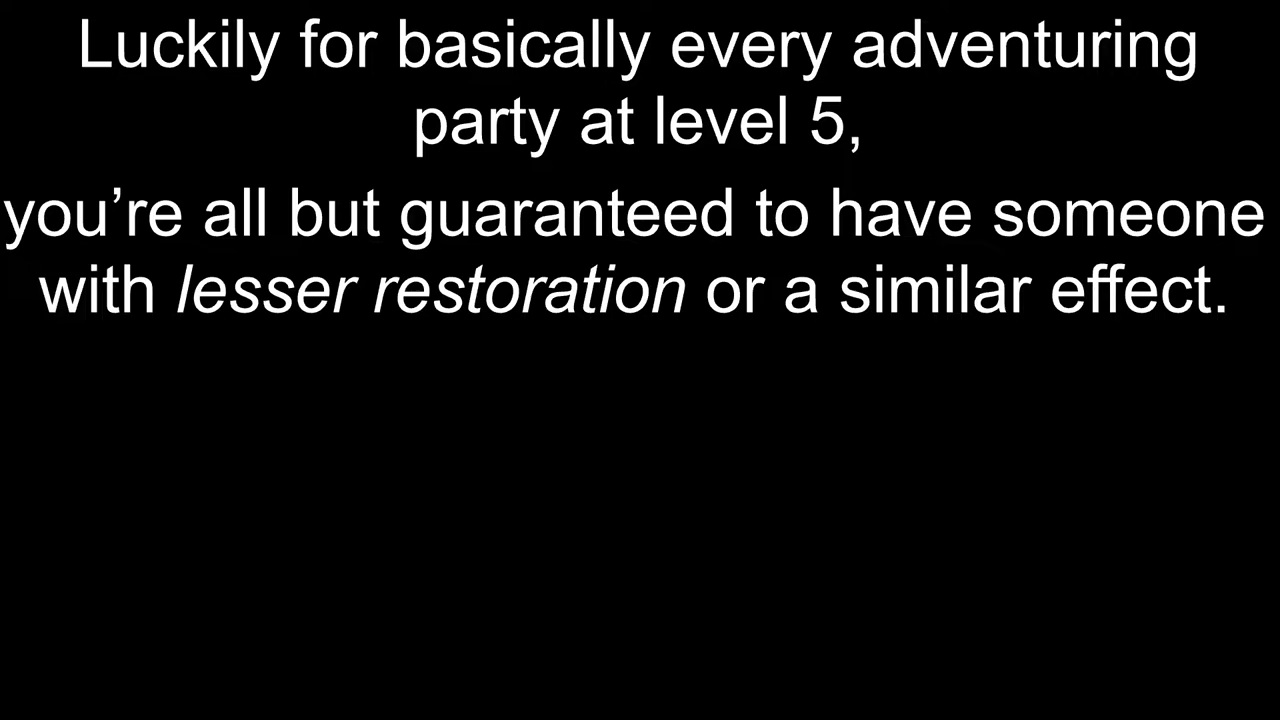 Luckily for basically every adventuring
party at level 5,
you’re all but guaranteed to have someone
with lesser restoration or a similar effect.